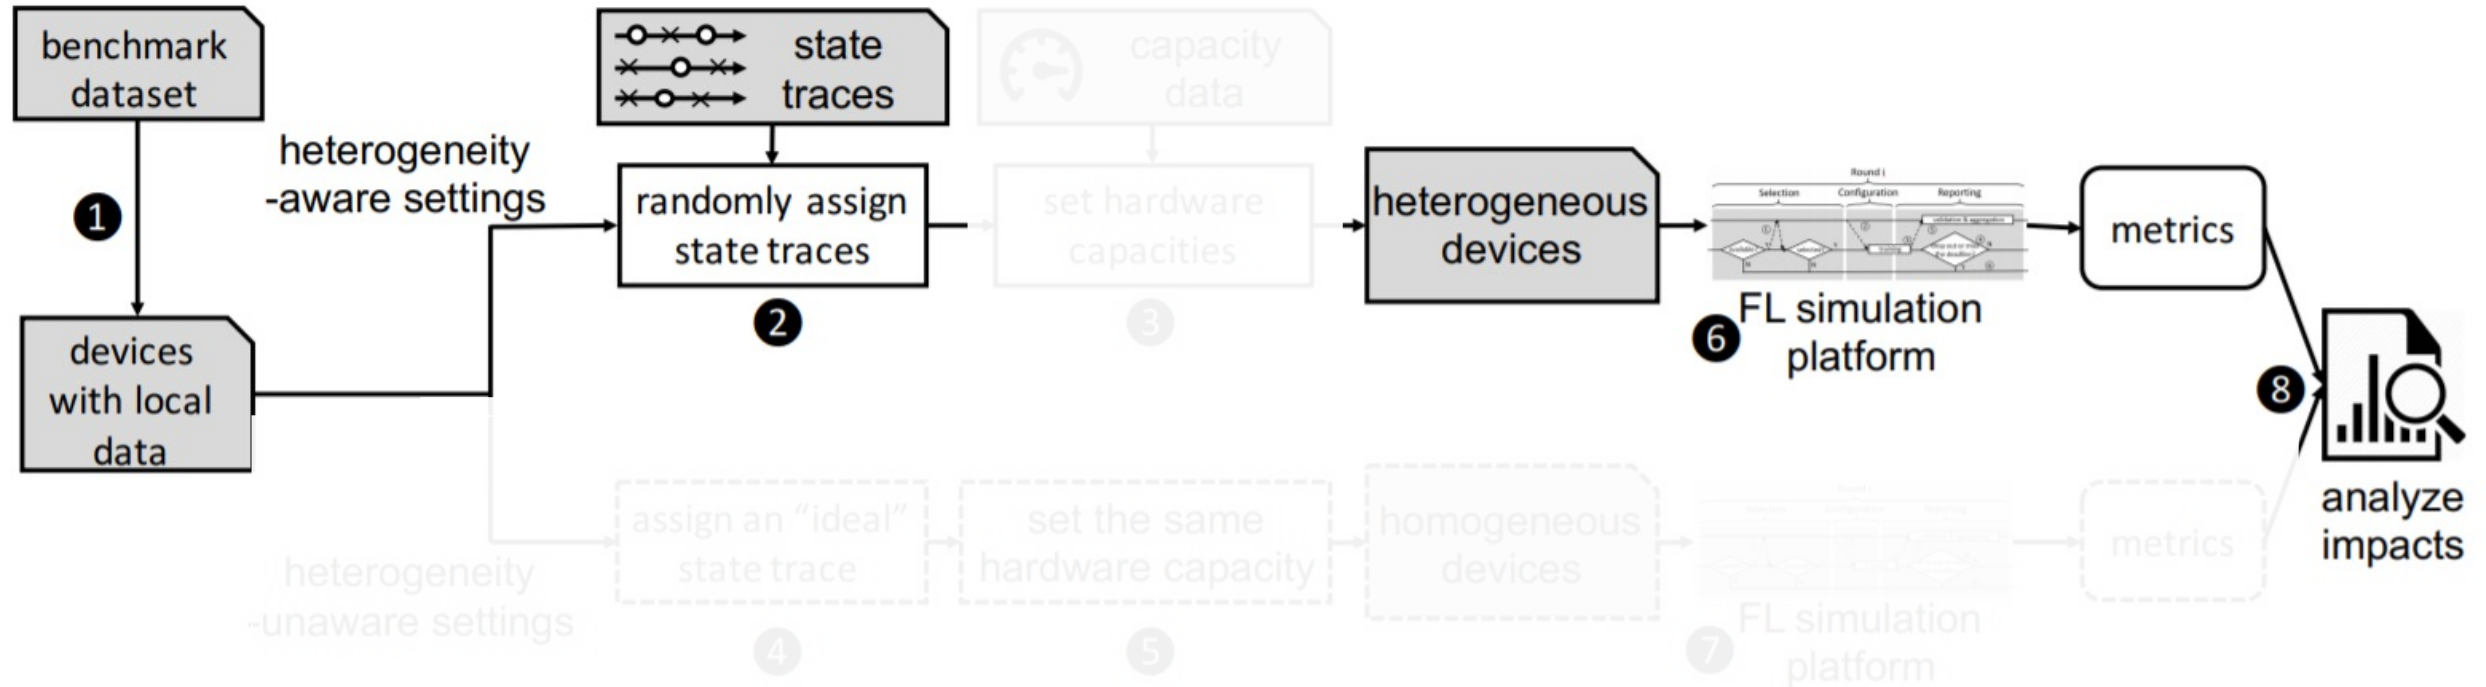 benchmark
dataset
state
traces
capacity
data
heterogeneity
-aware settings
1
randomly assign
state traces
2
set hardware
capacities
3
heterogeneous
devices
Round i
Selection
Configuration
Reporting
validation & aggregation
FL simulation
platform
6
metrics
devices
with local
data
8
analyze
impacts
heterogeneity
-unaware settings
assign an “ideal”
state trace
4
set the same
hardware capacity
5
homogeneous
devices
FL simulation
platform
7
metrics